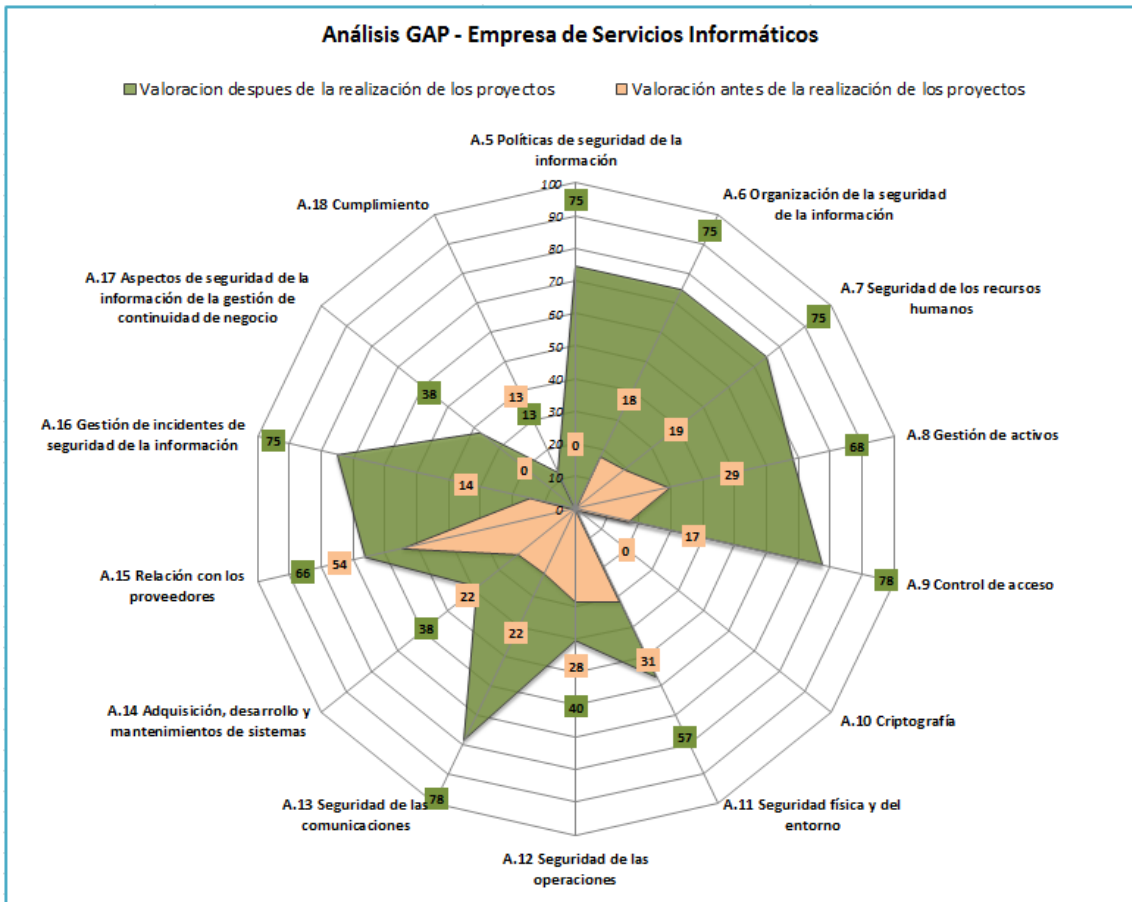 Análisis GAP - Empresa de Servicios Informáticos
Valoracion despues de la realización de los proyectos
Valoración antes de la realización de los proyectos
A.5 Políticas de seguridad de la
información
A.6 Organización de la seguridad
de la información
A.7 Seguridad de los recursos
humanos
A.8 Gestión de activos
A.9 Control de acceso
A.10 Criptografía
A.11 Seguridad física y del
entorno
A.12 Seguridad de las
operaciones
A.13 Seguridad de las
comunicaciones
A.14 Adquisición, desarrollo y
mantenimientos de sistemas
A.15 Relación con los
proveedores
A.16 Gestión de incidentes de
seguridad de la información
A.17 Aspectos de seguridad de la
información de la gestión de
continuidad de negocio
A.18 Cumplimiento
100
90
80
70
60
50
40
30
20
10
0
75
75
75
68
78
57
40
78
38
66
75
38
13
0
18
19
29
17
0
31
28
22
22
54
14
0
13